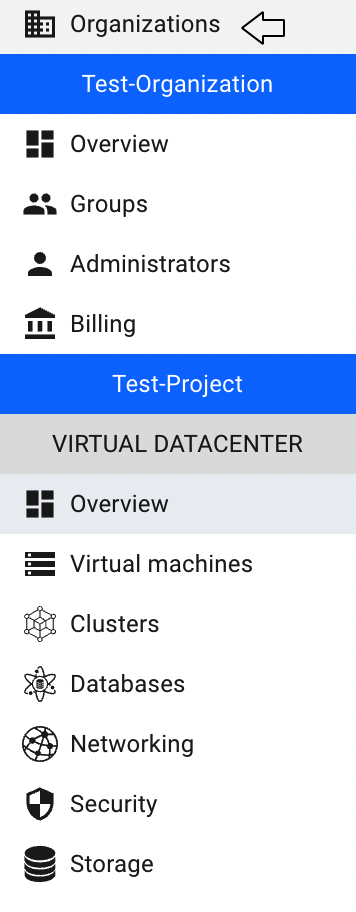 Organizations
Test-Organization
Overview
Groups
Administrators
Billing
Test-Project
VIRTUAL DATACENTER
Overview
Virtual machines
Clusters
Databases
Networking
Security
Storage